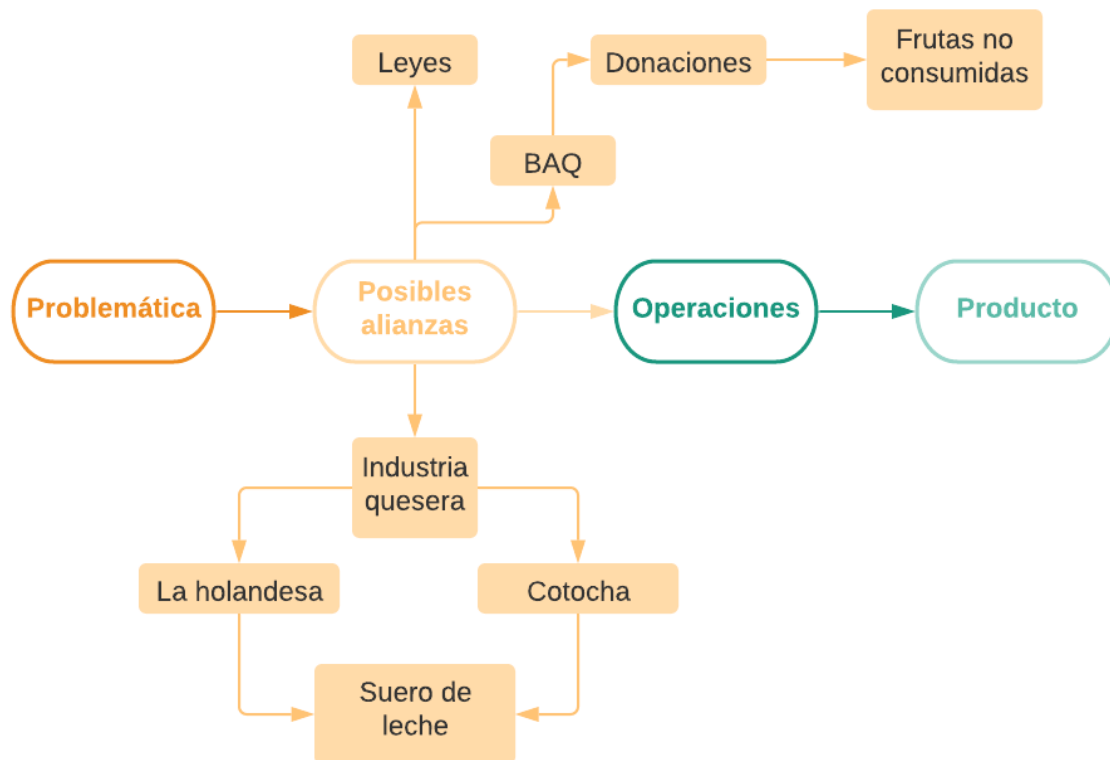 Leyes
Donaciones
Frutas no
consumidas
BAQ
Problemática
Posibles
alianzas
Operaciones
Producto
Industria
quesera
La holandesa
Cotocha
Suero de
leche